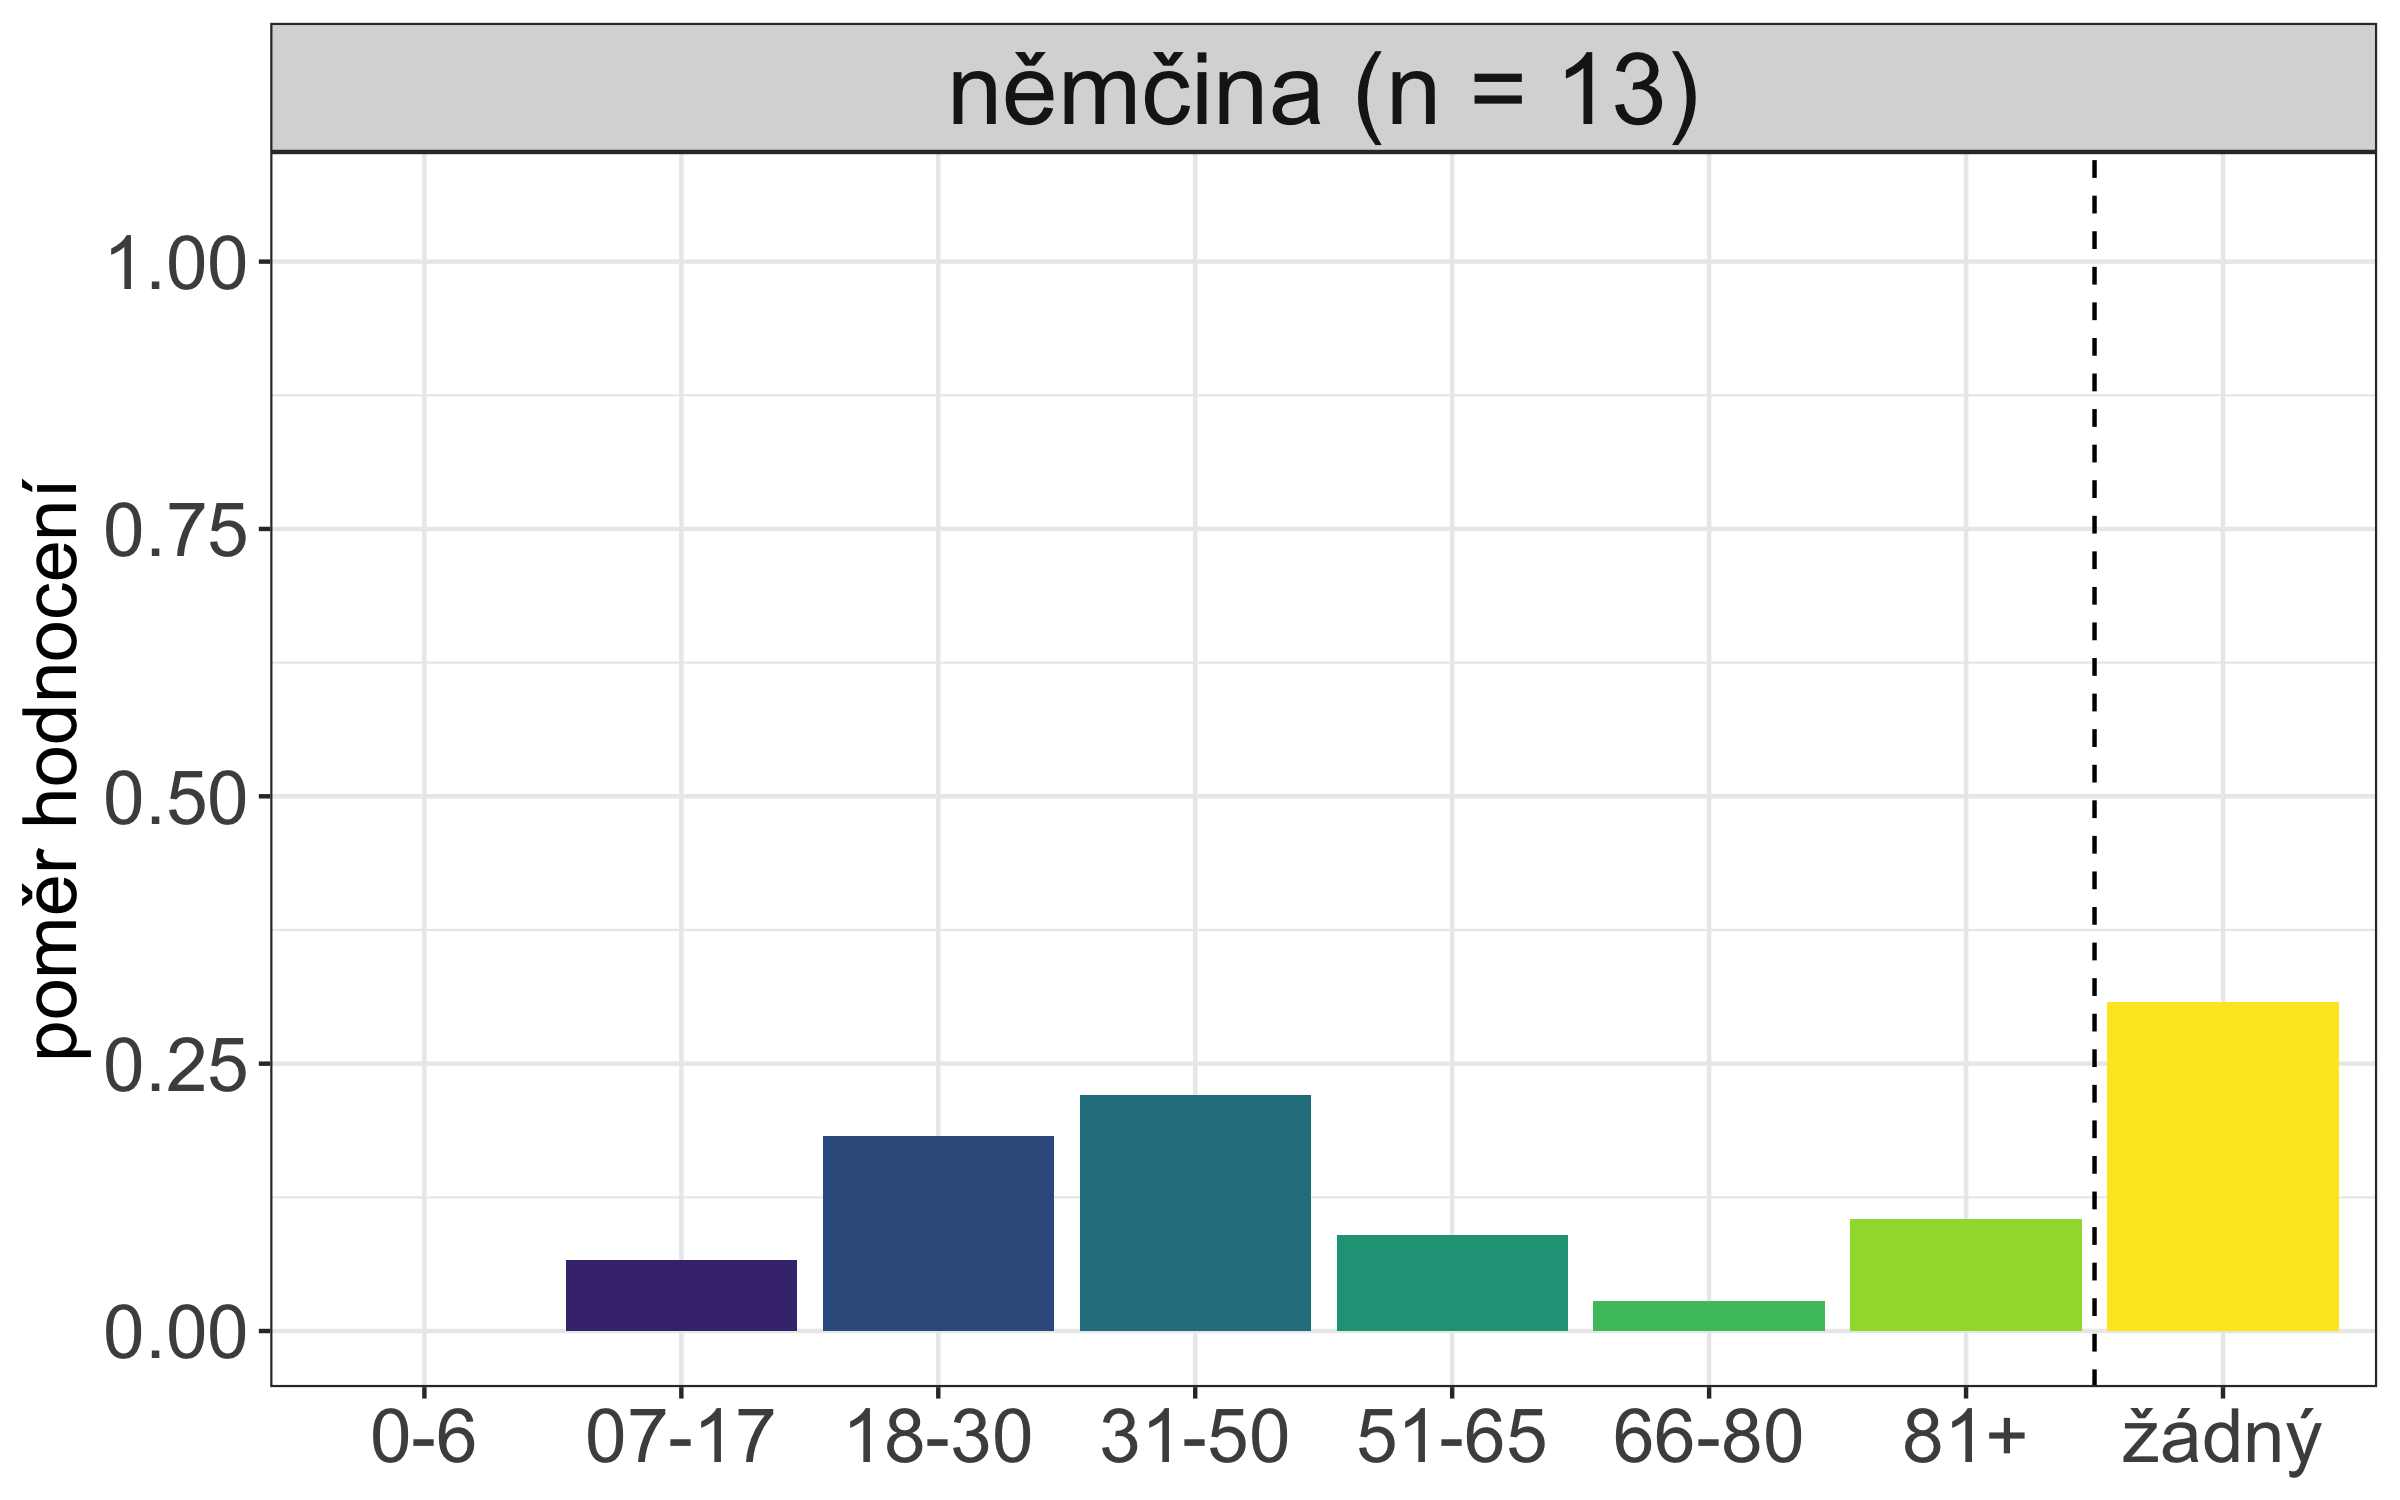 němčina (n = 13)
poměr hodnocení
1.00
0.75
0.50
0.25
0.00
0-6 07-17 18-30 31-50 51-65 66-80 81+ žádný